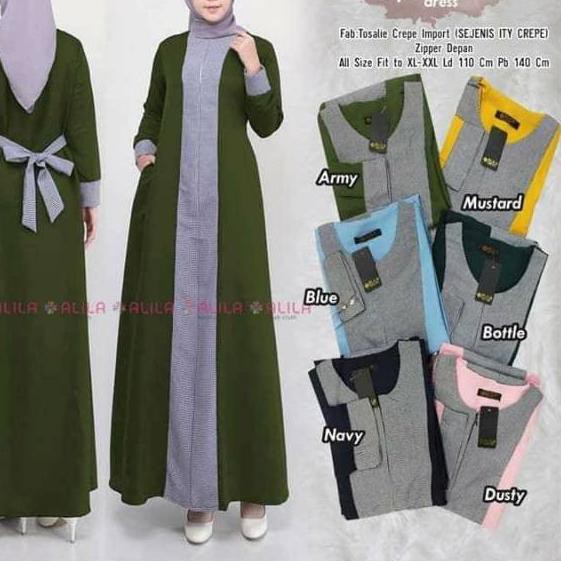 dress
Fab:Tosalie Crepe Import (SEJENIS ITY CREPE)
Zipper Depan
All Size Fit to XL-XXL Ld 110 Cm Pb 140 Cm
Army
Mustard
Blue
Bottle
Navy
Dusty
ALILA ALILA ALILA ALILA ALILA